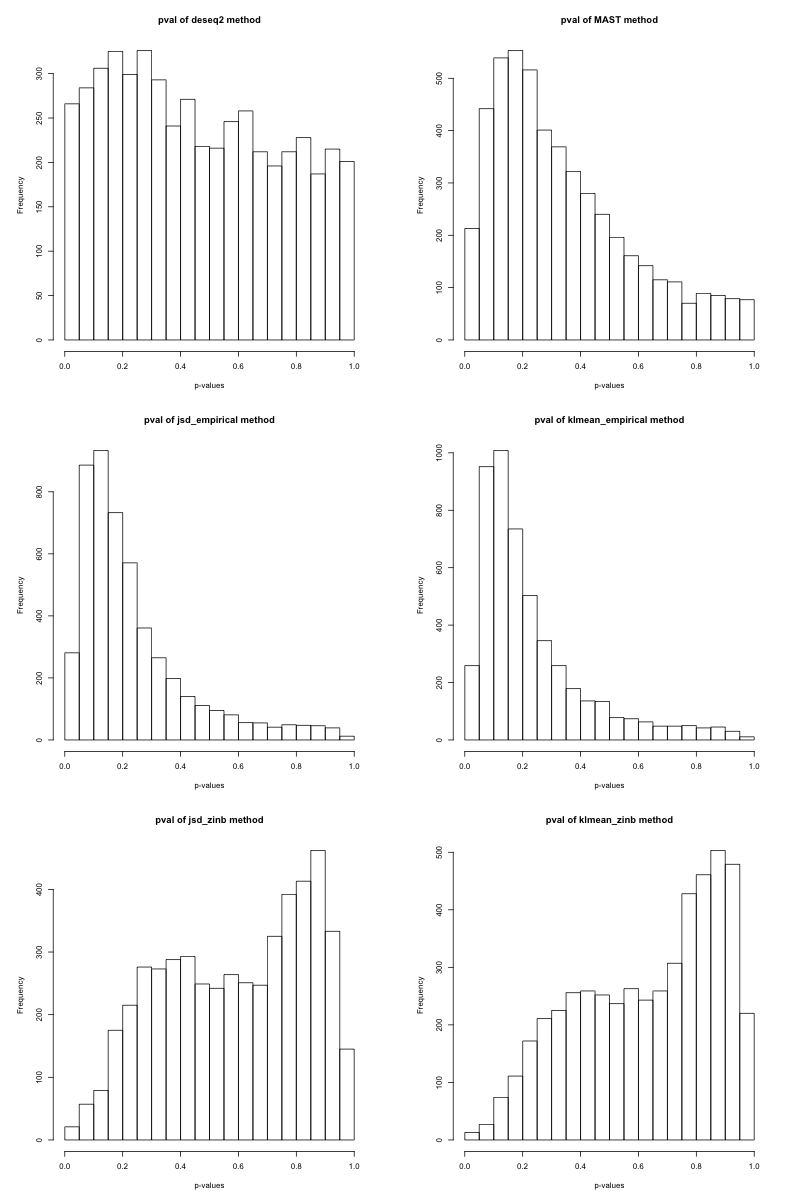 pval of deseq2 method
Frequency
0 50 100 150 200 250 300
0.0 0.2 0.4 0.6 0.8 1.0
p-values
pval of MAST method
Frequency
0 100 200 300 400 500
0.0 0.2 0.4 0.6 0.8 1.0
p-values
pval of jsd_empirical method
Frequency
0 200 400 600 800
0.0 0.2 0.4 0.6 0.8 1.0
p-values
pval of klmean_empirical method
Frequency
0 200 400 600 800 1000
0.0 0.2 0.4 0.6 0.8 1.0
p-values
pval of jsd_zinb method
Frequency
0 100 200 300 400
0.0 0.2 0.4 0.6 0.8 1.0
p-values
pval of klmean_zinb method
Frequency
0 100 200 300 400 500
0.0 0.2 0.4 0.6 0.8 1.0
p-values